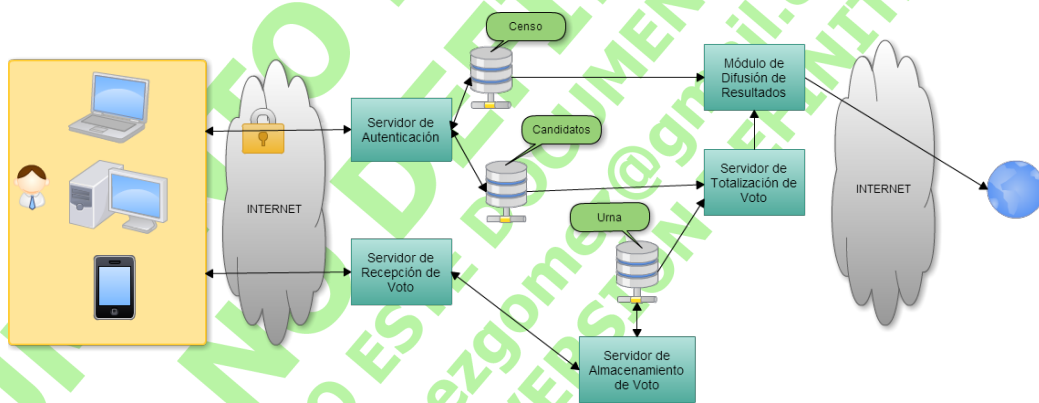 Censo
Servidor de
Autenticación
Candidatos
Módulo de
Difusión de
Resultados
Servidor de
Totalización de
Voto
INTERNET
INTERNET
Urna
Servidor de
Recepción de
Voto
Servidor de
Almacenamiento
de Voto